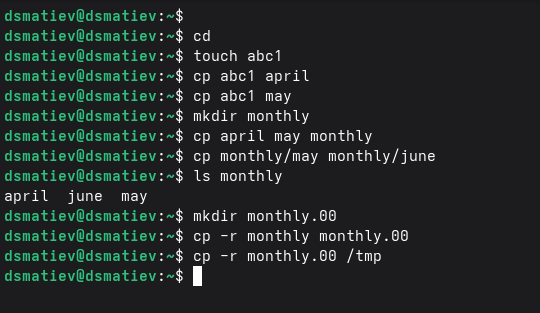 dsmatiev@dsmatiev:~$
dsmatiev@dsmatiev:~$ cd
dsmatiev@dsmatiev:~$ touch abc1
dsmatiev@dsmatiev:~$ cp abc1 april
dsmatiev@dsmatiev:~$ cp abc1 may
dsmatiev@dsmatiev:~$ mkdir monthly
dsmatiev@dsmatiev:~$ cp april may monthly
dsmatiev@dsmatiev:~$ cp monthly/may monthly/june
dsmatiev@dsmatiev:~$ ls monthly
april  june  may
dsmatiev@dsmatiev:~$ mkdir monthly.00
dsmatiev@dsmatiev:~$ cp -r monthly monthly.00
dsmatiev@dsmatiev:~$ cp -r monthly.00 /tmp
dsmatiev@dsmatiev:~$